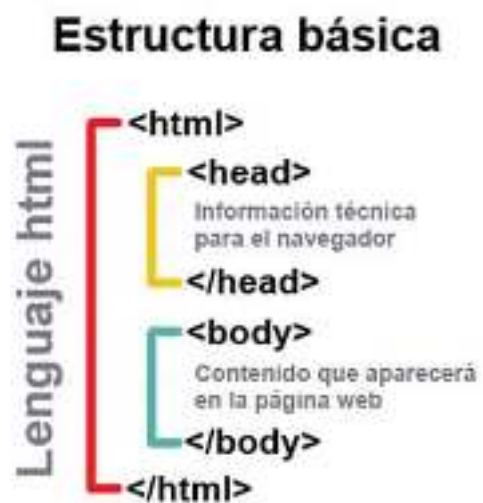 Estructura básica
Lenguaje html
<html>
<head>
Información técnica
para el navegador
</head>
<body>
Contenido que aparecerá
en la página web
</body>
</html>